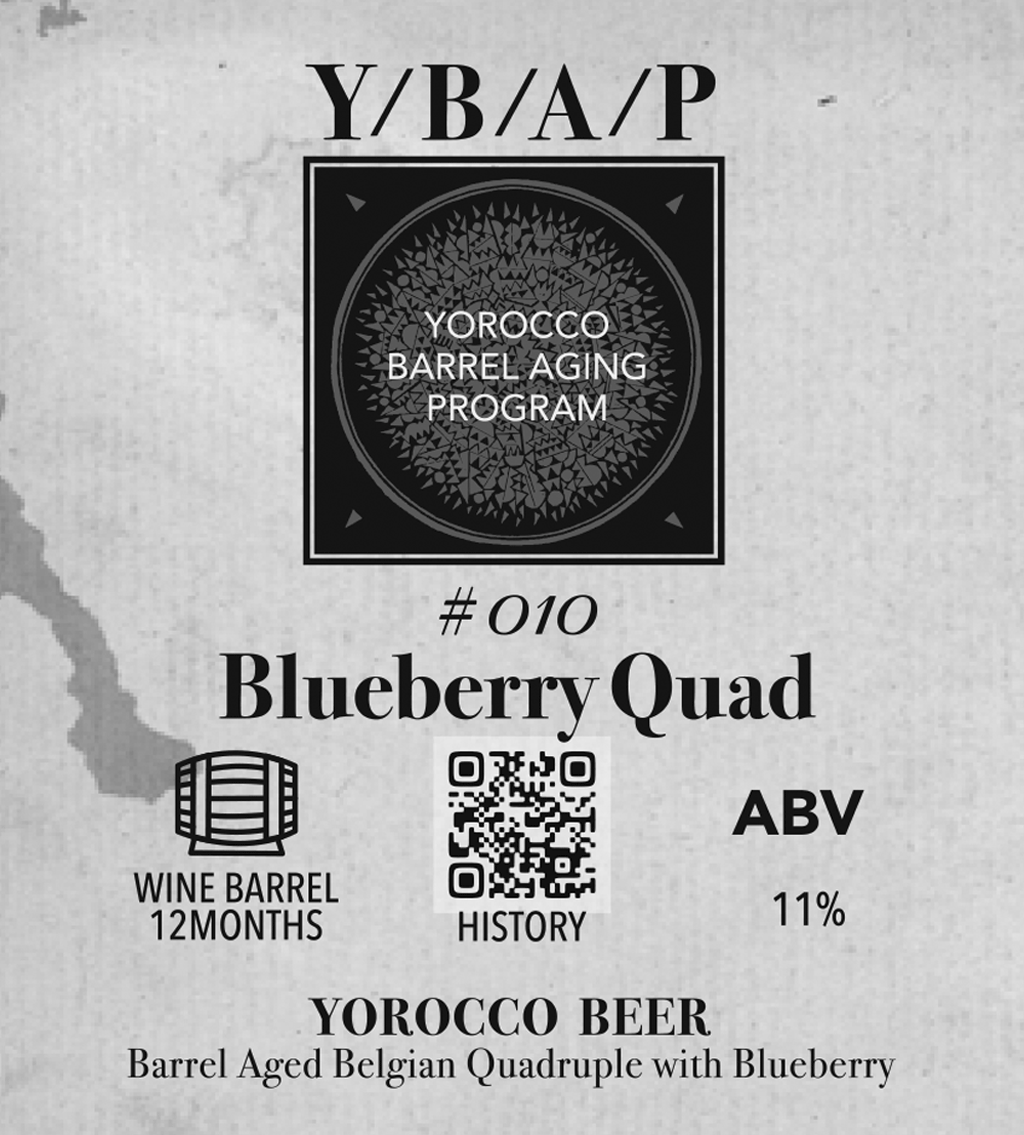 Y/B/A/P
YOROCCO
BARREL AGING
PROGRAM
#010
Blueberry Quad
WINE BARREL
12MONTHS
HISTORY
ABV
11%
YOROCCO BEER
Barrel Aged Belgian Quadruple with Blueberry